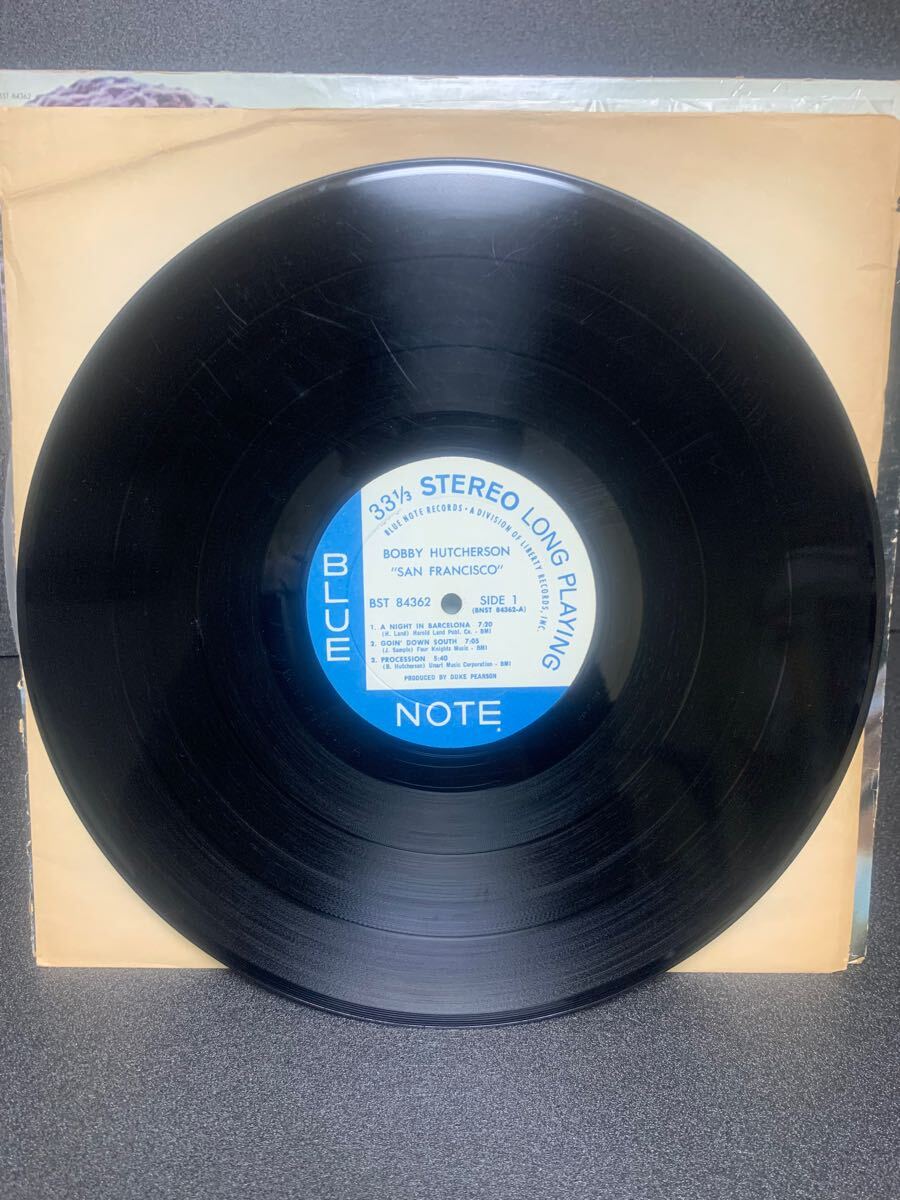 BST 84362
33⅓ STEREO LONG PLAYING
BLUE NOTE RECORDS • A DIVISION OF LIBERTY RECORDS, INC.
BOBBY HUTCHERSON
"SAN FRANCISCO"
BST 84362 SIDE 1
(BNST 84362-A)
1. A NIGHT IN BARCELONA 7:20
(H. Land) Harold Land Publ. Co. - BMI
2. GOIN' DOWN SOUTH 7:05
(J. Sample) Four Knights Music - BMI
3. PROCESSION 5:40
(B. Hutcherson) Unart Music Corporation - BMI
PRODUCED BY DUKE PEARSON
BLUE
NOTE